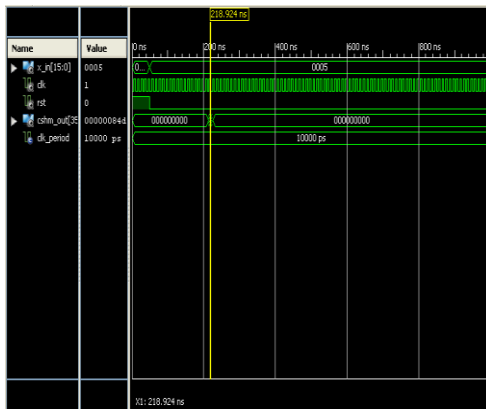 218.924 ns
Name Value 0 ns 200 ns 400 ns 600 ns 800 ns
x_in[15:0] 0005 0... 0005
clk 1
rst 0
cshm_out[35 00000084d 000000000 000000000
clk_period 10000 ps 10000 ps
X1: 218.924 ns